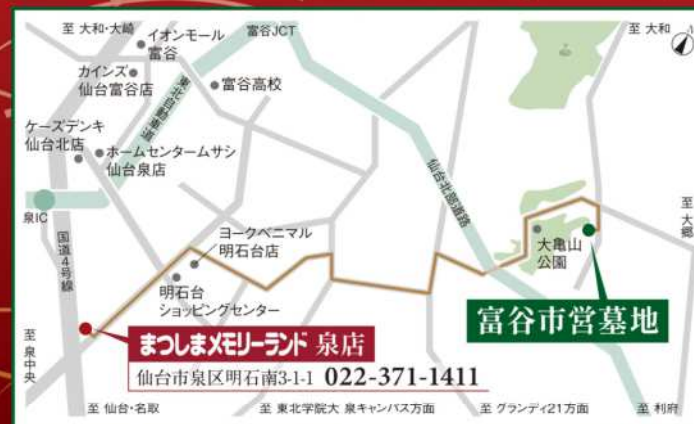 至 大和・大崎
イオンモール
富谷
富谷JCT
至 大和
N
カインズ
仙台富谷店
富谷高校
東北自動車道
ケーズデンキ
仙台北店
ホームセンタームサシ
仙台泉店
仙台北部道路
泉IC
国道4号線
ヨークベニマル
明石台店
大亀山
公園
至 大郷
明石台
ショッピングセンター
富谷市営墓地
至 泉中央
まつしまメモリーランド 泉店
仙台市泉区明石南3-1-1 022-371-1411
至 仙台・名取
至 東北学院大 泉キャンパス方面
至 グランディ21方面
至 利府